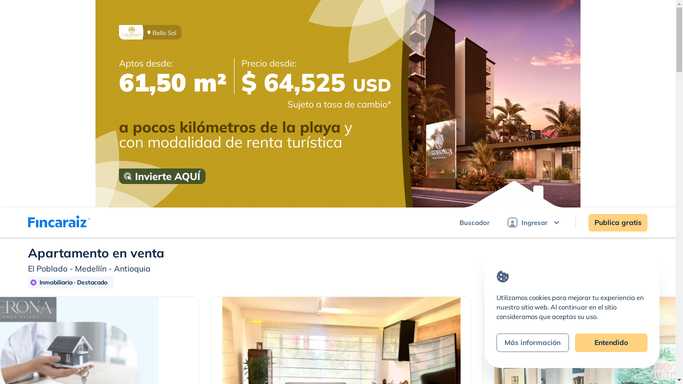 Bello Sol
Aptos desde:
61,50 m²
Precio desde:
$ 64,525 USD
Sujeto a tasa de cambio*
a pocos kilómetros de la playa y
con modalidad de renta turística
Invierte AQUÍ
Fincaraiz
Buscador
Ingresar
Publica gratis
Apartamento en venta
El Poblado - Medellín - Antioquia
Inmobiliaria · Destacado
Utilizamos cookies para mejorar tu experiencia en
nuestro sitio web. Al continuar en el sitio
consideramos que aceptas su uso.
Más información
Entendido